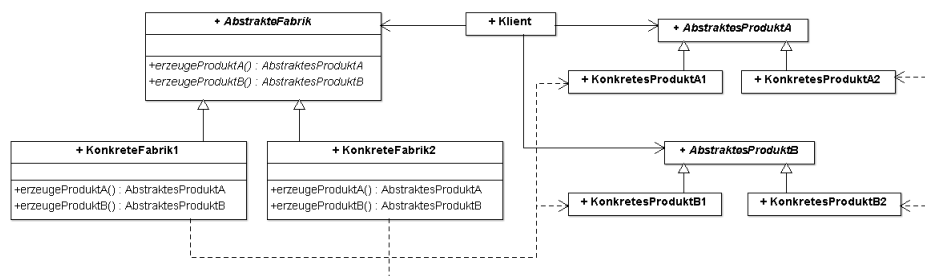 + AbstrakteFabrik
+erzeugeProduktA() : AbstraktesProduktA
+erzeugeProduktB() : AbstraktesProduktB
+ Klient
+ AbstraktesProduktA
+ KonkretesProduktA1
+ KonkretesProduktA2
+ KonkreteFabrik1
+erzeugeProduktA() : AbstraktesProduktA
+erzeugeProduktB() : AbstraktesProduktB
+ KonkreteFabrik2
+erzeugeProduktA() : AbstraktesProduktA
+erzeugeProduktB() : AbstraktesProduktB
+ AbstraktesProduktB
+ KonkretesProduktB1
+ KonkretesProduktB2